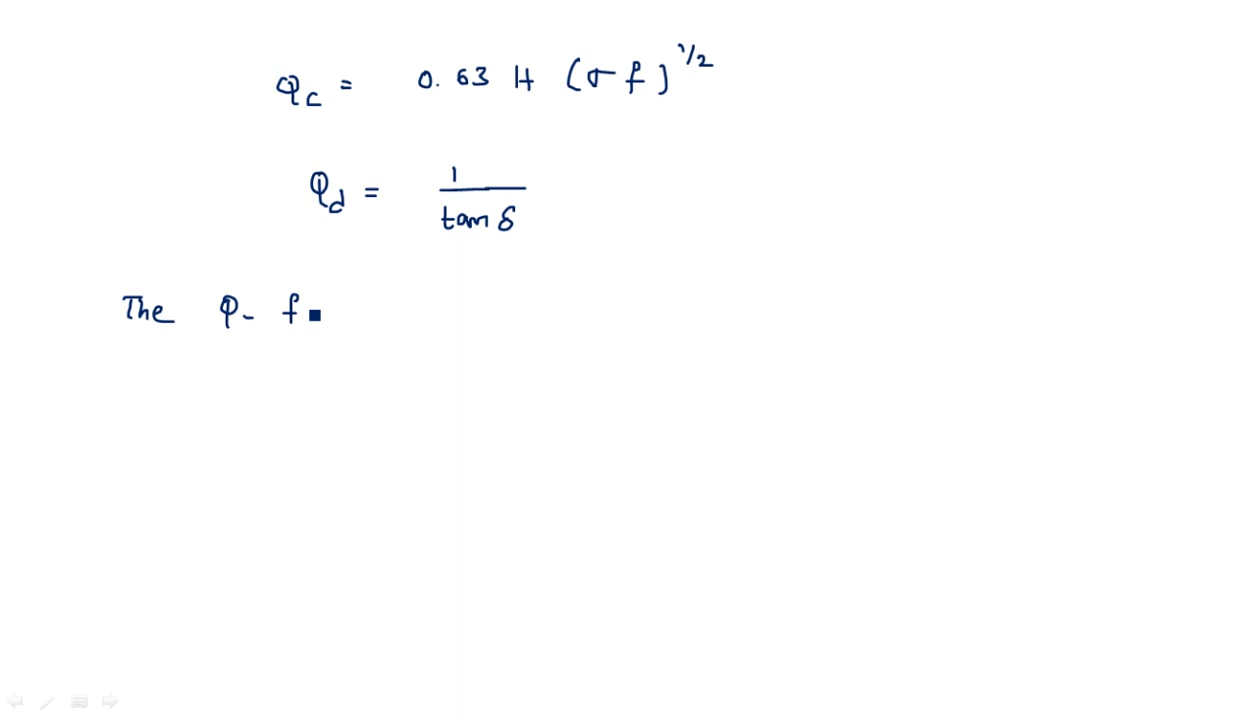 Qc = 0.63 H (σ f)^1/2
Qd = 1 / tan δ
The Q- f